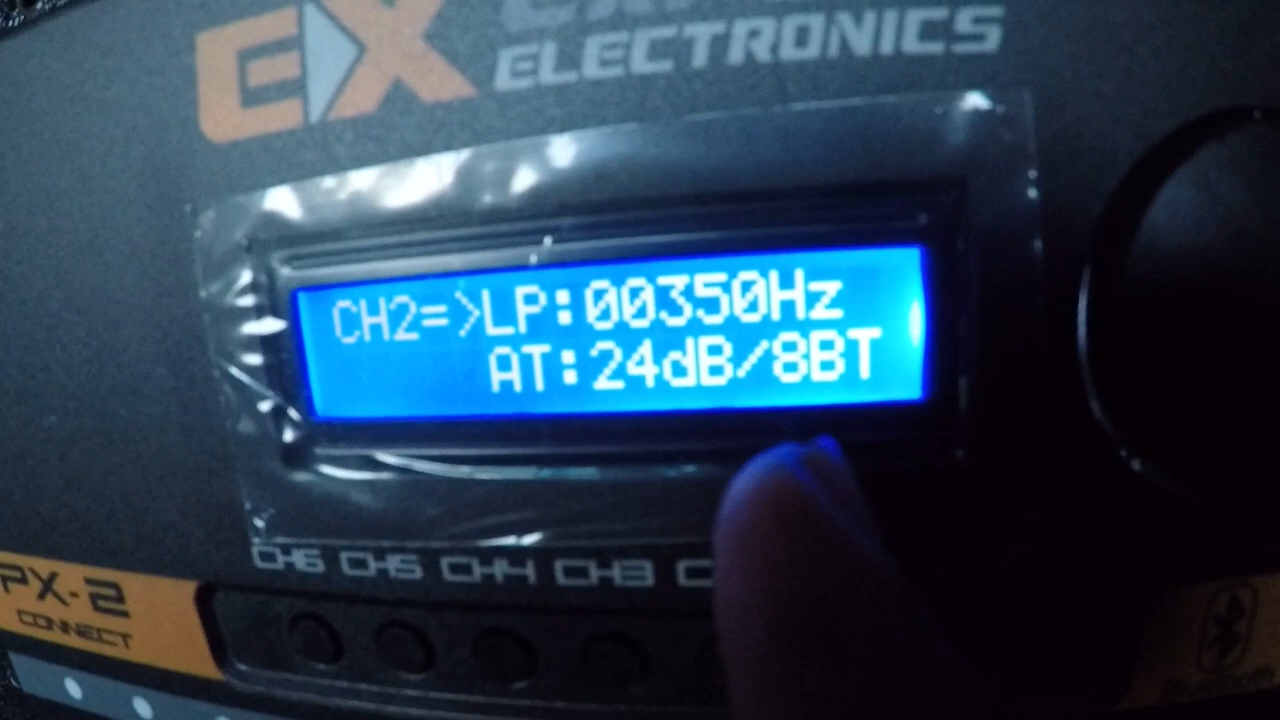 EX
ELECTRONICS
CH2=>LP:00350Hz
AT:24dB/8BT
CH6 CH5 CH4 CH3
PX-2
CONNECT